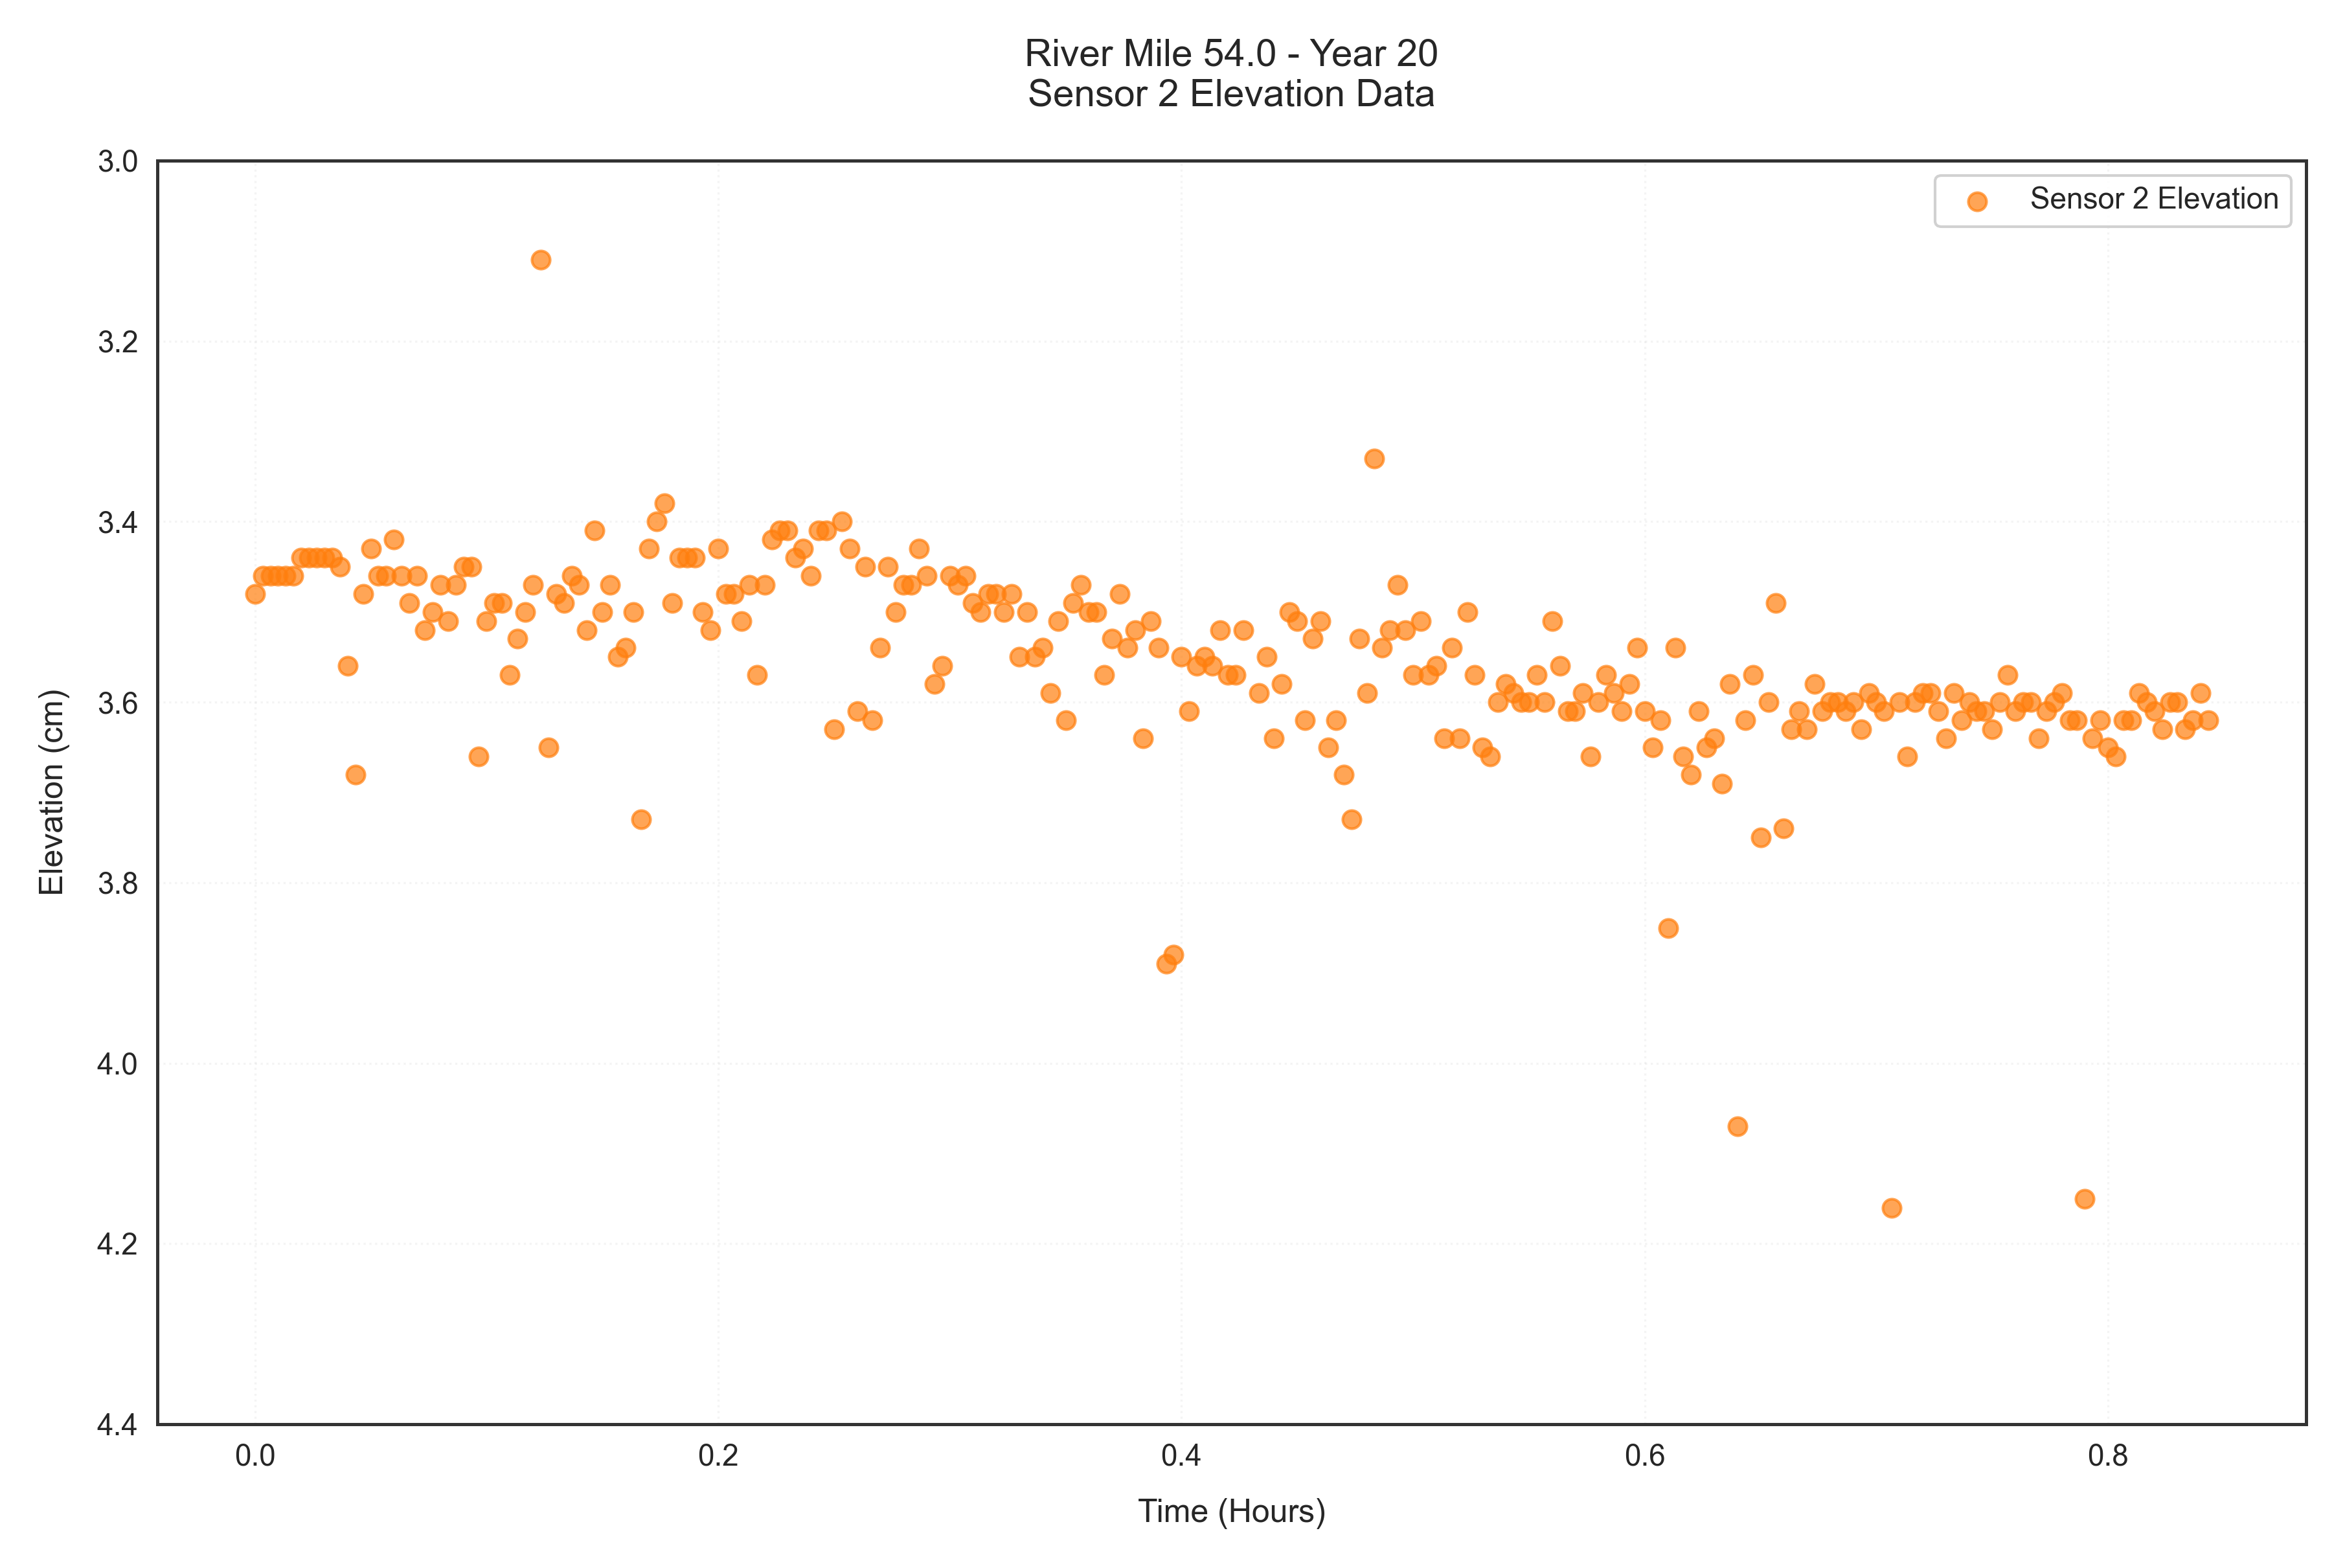 River Mile 54.0 - Year 20
Sensor 2 Elevation Data
Sensor 2 Elevation
Elevation (cm)
3.0
3.2
3.4
3.6
3.8
4.0
4.2
4.4
0.0 0.2 0.4 0.6 0.8
Time (Hours)